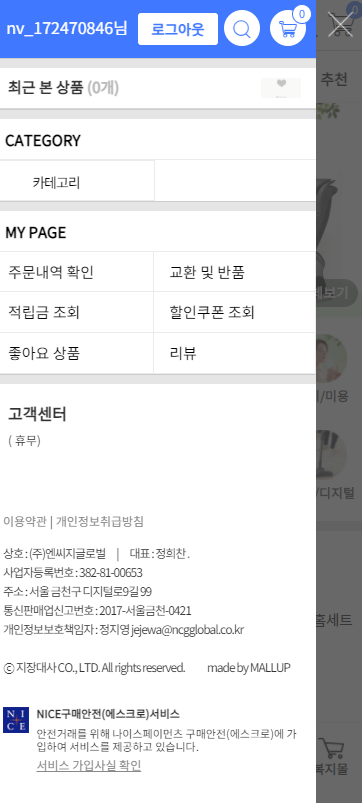 nv_172470846님
로그아웃
0
최근 본 상품 (0개)
추천
CATEGORY
카테고리
MY PAGE
주문내역 확인
교환 및 반품
적립금 조회
할인쿠폰 조회
좋아요 상품
리뷰
고객센터
( 휴무)
이용약관 | 개인정보취급방침
상호 : (주)엔씨지글로벌 | 대표 : 정희찬 .
사업자등록번호 : 382-81-00653
주소 : 서울 금천구 디지털로9길 99
통신판매업신고번호 : 2017-서울금천-0421
개인정보보호책임자 : 정지영 jejewa@ncgglobal.co.kr
ⓒ 지장대사 CO., LTD. All rights reserved. made by MALLUP
NICE
NICE구매안전(에스크로)서비스
안전거래를 위해 나이스페이먼츠 구매안전(에스크로)에 가
입하여 서비스를 제공하고 있습니다.
서비스 가입사실 확인
보기
/미용
/디지털
홈세트
복지몰